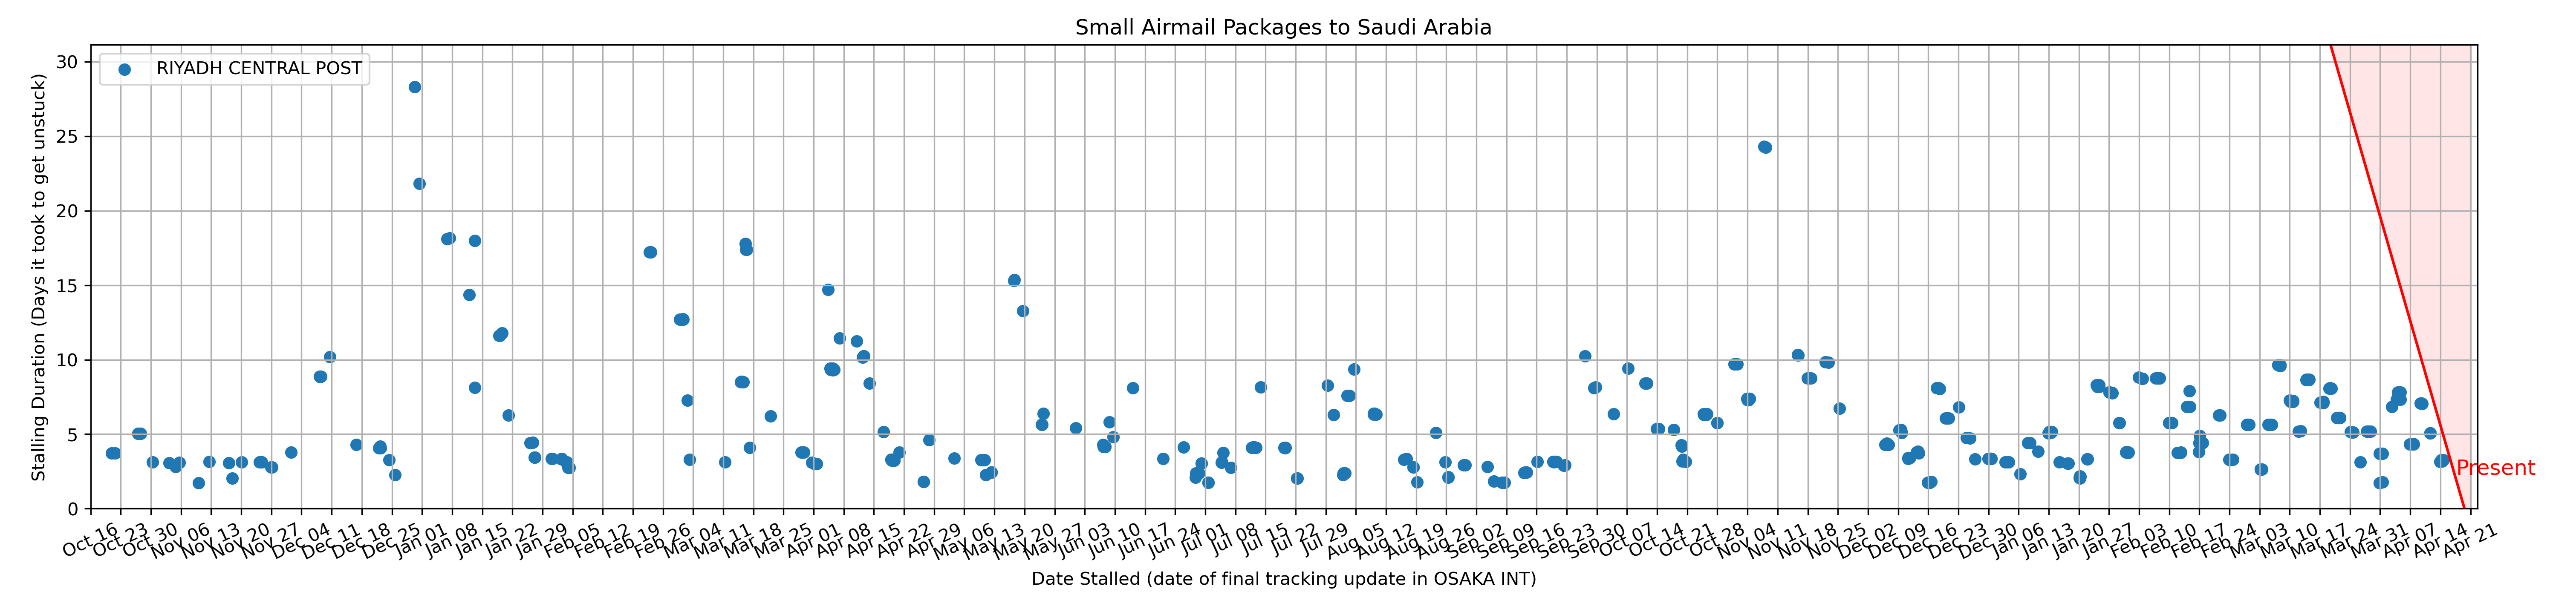 Small Airmail Packages to Saudi Arabia
RIYADH CENTRAL POST
Stalling Duration (Days it took to get unstuck)
30
25
20
15
10
5
0
Present
Oct 16 Oct 23 Oct 30 Nov 06 Nov 13 Nov 20 Nov 27 Dec 04 Dec 11 Dec 18 Dec 25 Jan 01 Jan 08 Jan 15 Jan 22 Jan 29 Feb 05 Feb 12 Feb 19 Feb 26 Mar 04 Mar 11 Mar 18 Mar 25 Apr 01 Apr 08 Apr 15 Apr 22 Apr 29 May 06 May 13 May 20 May 27 Jun 03 Jun 10 Jun 17 Jun 24 Jul 01 Jul 08 Jul 15 Jul 22 Jul 29 Aug 05 Aug 12 Aug 19 Aug 26 Sep 02 Sep 09 Sep 16 Sep 23 Sep 30 Oct 07 Oct 14 Oct 21 Oct 28 Nov 04 Nov 11 Nov 18 Nov 25 Dec 02 Dec 09 Dec 16 Dec 23 Dec 30 Jan 06 Jan 13 Jan 20 Jan 27 Feb 03 Feb 10 Feb 17 Feb 24 Mar 03 Mar 10 Mar 17 Mar 24 Mar 31 Apr 07 Apr 14 Apr 21
Date Stalled (date of final tracking update in OSAKA INT)